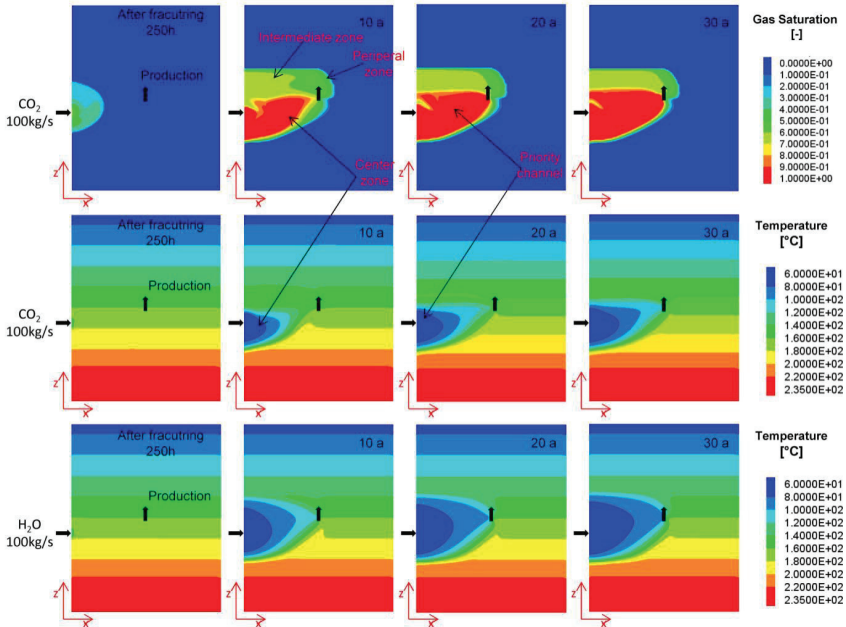 After fracutring
250h
Production
10 a
Intermediate zone
Periperal zone
20 a
30 a
Gas Saturation
[-]
0.0000E+00
1.0000E-01
2.0000E-01
4.0000E-01
5.0000E-01
6.0000E-01
7.0000E-01
8.0000E-01
9.0000E-01
1.0000E+00
CO2
100kg/s
Center
zone
channel
z
x
z
x
z
x
z
x
After fracutring
250h
Production
10 a
20 a
30 a
Temperature
[°C]
6.0000E+01
8.0000E+01
1.0000E+02
1.2000E+02
1.4000E+02
1.6000E+02
1.8000E+02
2.0000E+02
2.2000E+02
2.3500E+02
CO2
100kg/s
z
x
z
x
z
x
z
x
After fracutring
250h
Production
10 a
20 a
30 a
Temperature
[°C]
6.0000E+01
8.0000E+01
1.0000E+02
1.2000E+02
1.4000E+02
1.6000E+02
1.8000E+02
2.0000E+02
2.2000E+02
2.3500E+02
H2O
100kg/s
z
x
z
x
z
x
z
x